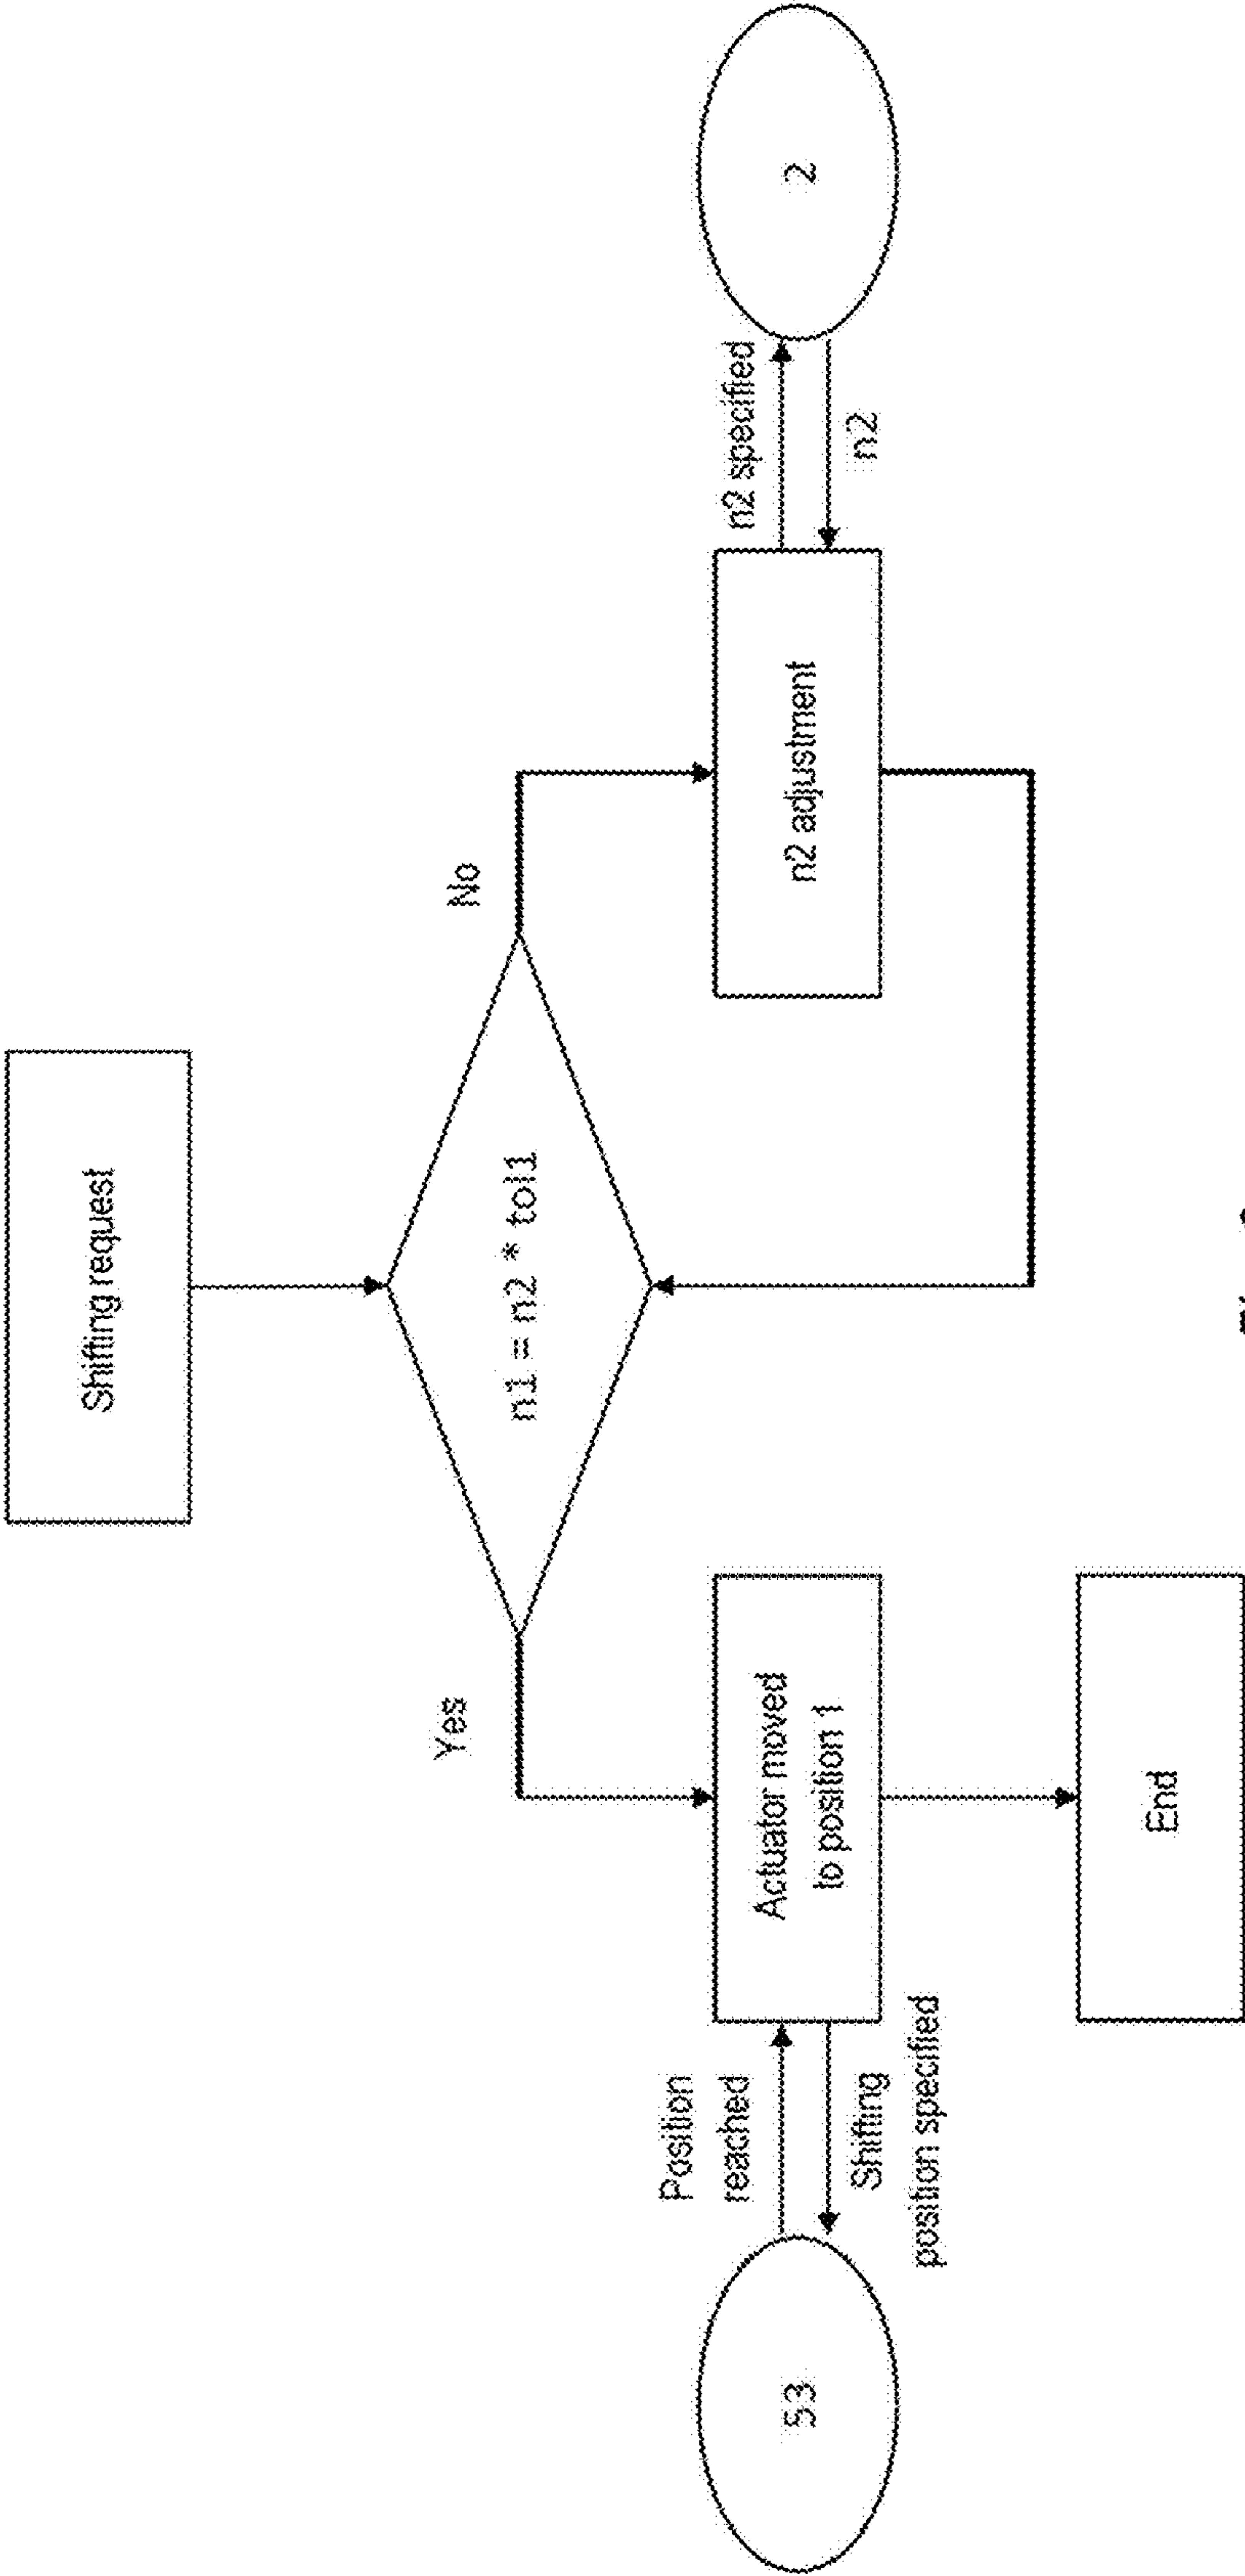 Shifting request
Yes
No
n1 = n2 * tol1
Position
reached
Shifting
position specified
53
Actuator moved
to position 1
n2 adjustment
n2 specified
n2
2
End